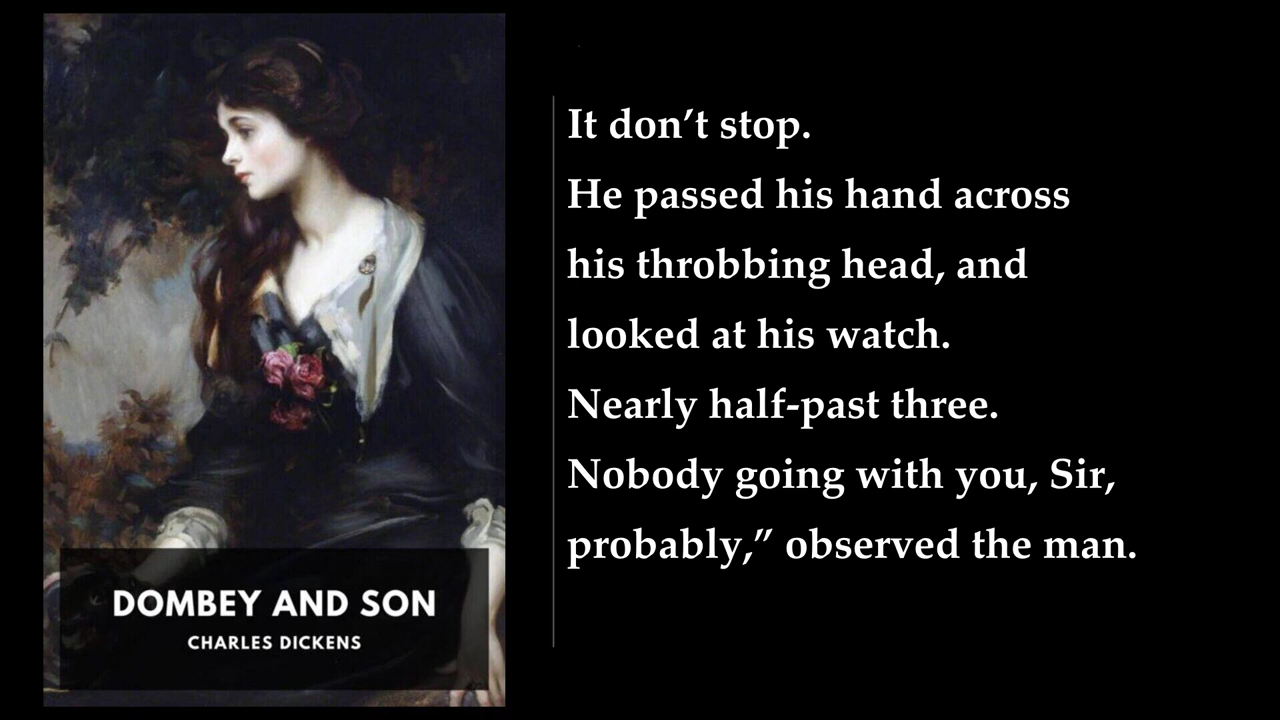 It don’t stop.
He passed his hand across
his throbbing head, and
looked at his watch.
Nearly half-past three.
Nobody going with you, Sir,
probably,” observed the man.
DOMBEY AND SON
CHARLES DICKENS